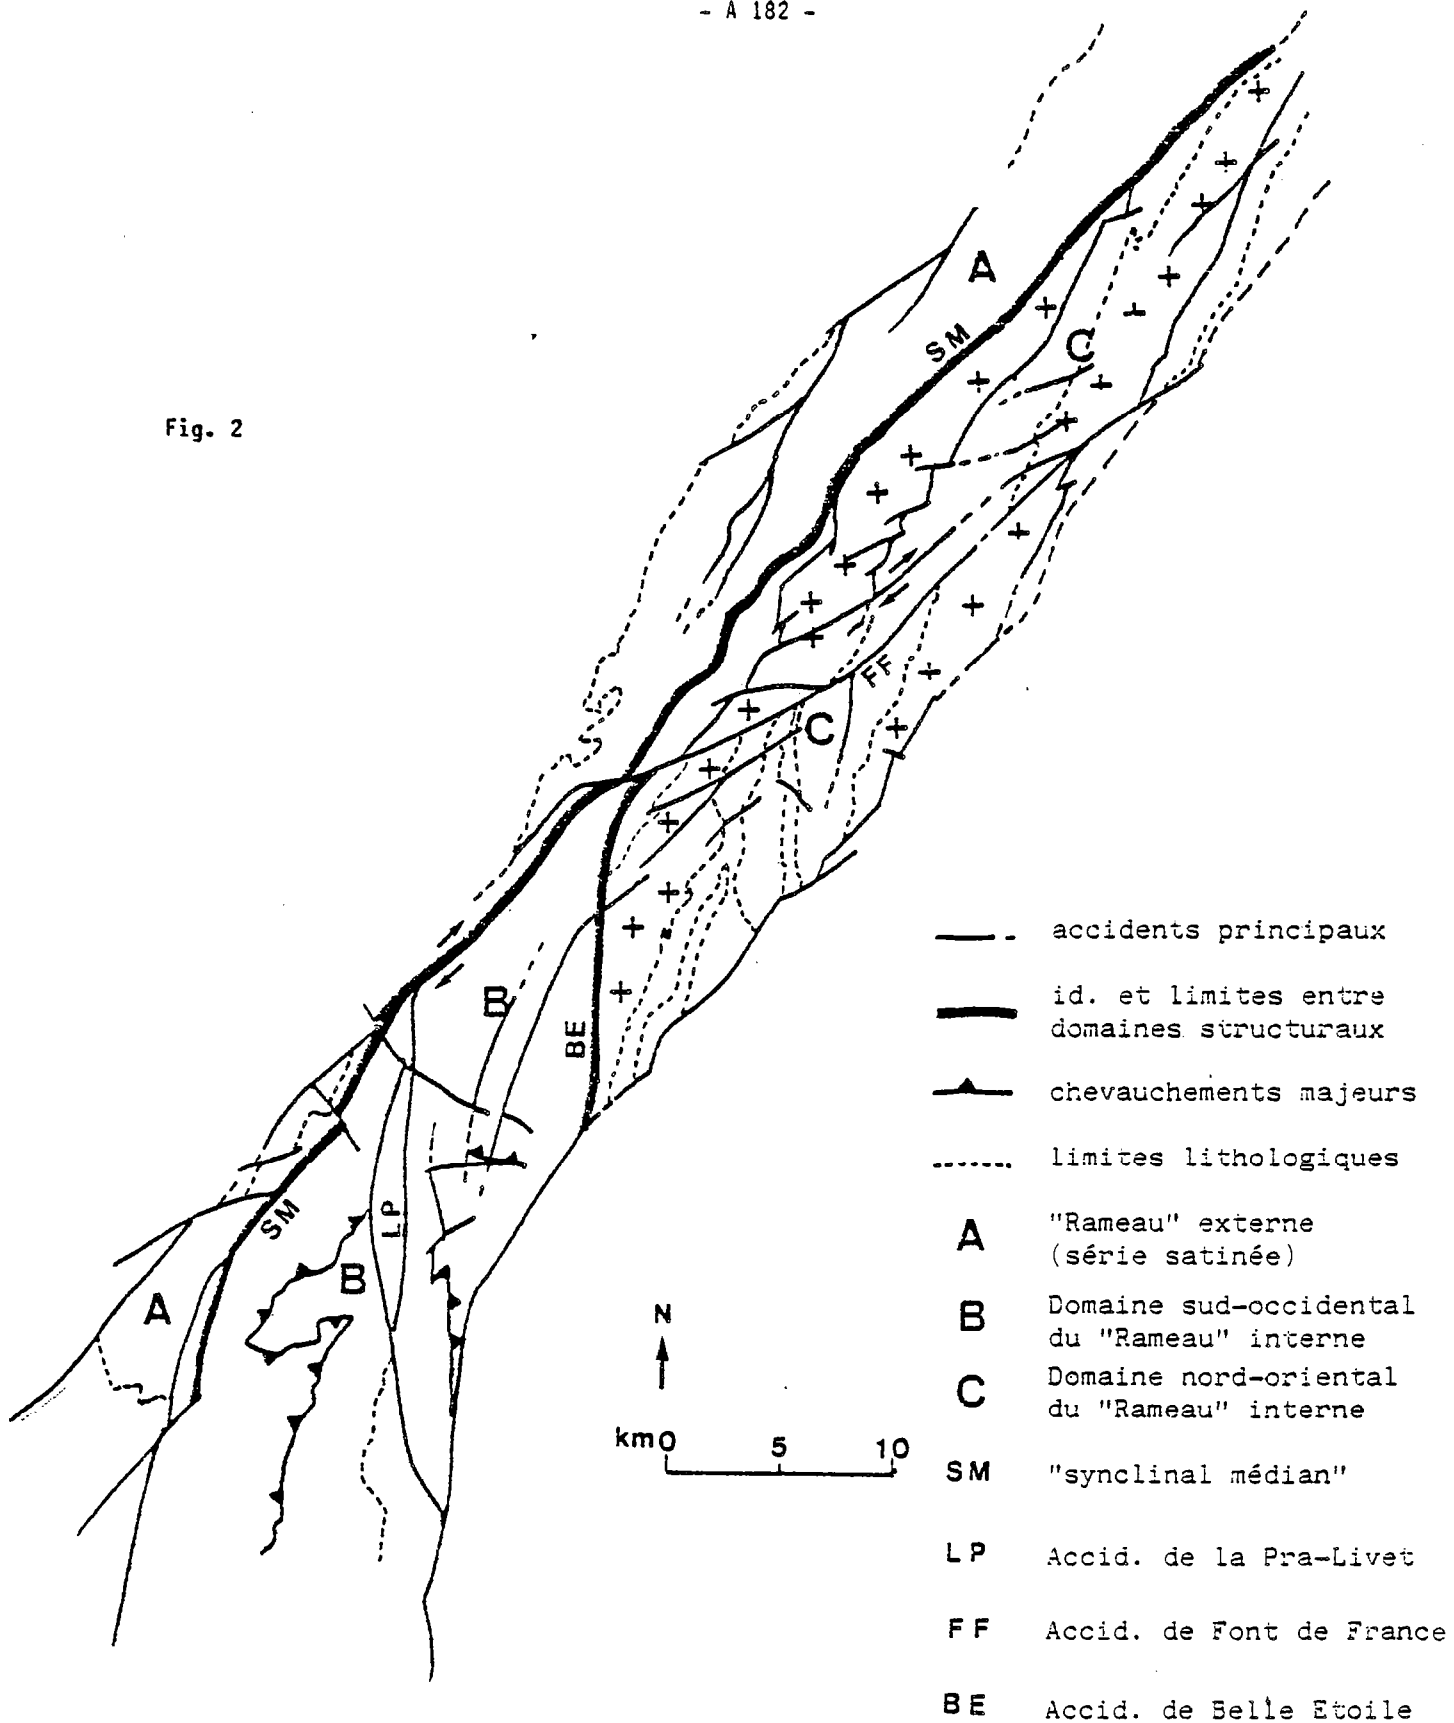 - A 182 -
A
SM
C
Fig. 2
FF
C
B
BE
SM
LP
B
A
accidents principaux
id. et limites entre
domaines structuraux
chevauchements majeurs
limites lithologiques
A "Rameau" externe
(série satinée)
B Domaine sud-occidental
du "Rameau" interne
C Domaine nord-oriental
du "Rameau" interne
N
km 0 5 10
SM "synclinal médian"
LP Accid. de la Pra-Livet
FF Accid. de Font de France
BE Accid. de Belle Etoile